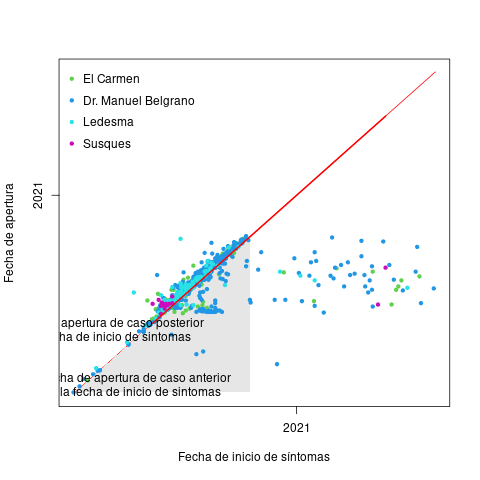 El Carmen
Dr. Manuel Belgrano
Ledesma
Susques
2021
Fecha de apertura
apertura de caso posterior
ha de inicio de síntomas
ha de apertura de caso anterior
la fecha de inicio de sintomas
2021
Fecha de inicio de síntomas